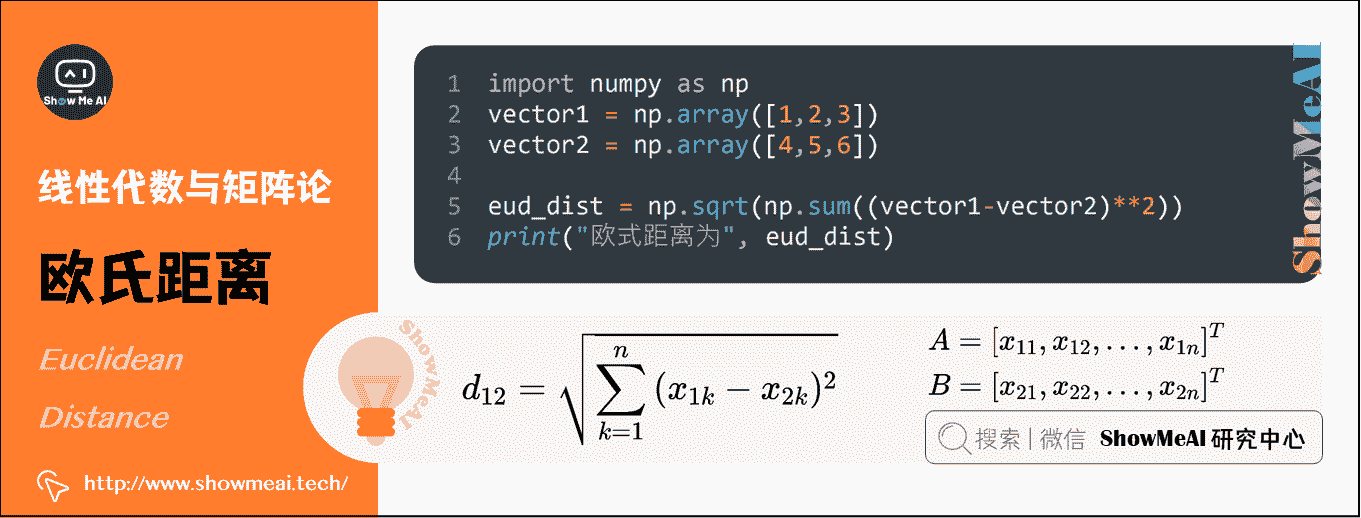 Show Me AI
线性代数与矩阵论
欧氏距离
Euclidean
Distance
http://www.showmeai.tech/
1 import numpy as np
2 vector1 = np.array([1,2,3])
3 vector2 = np.array([4,5,6])
4
5 eud_dist = np.sqrt(np.sum((vector1-vector2)**2))
6 print("欧式距离为", eud_dist)
ShowMeAI
ShowMeAI
d_{12} = \sqrt{\sum_{k=1}^{n} (x_{1k} - x_{2k})^2}
A = [x_{11}, x_{12}, ..., x_{1n}]^T
B = [x_{21}, x_{22}, ..., x_{2n}]^T
搜索 | 微信 ShowMeAI 研究中心